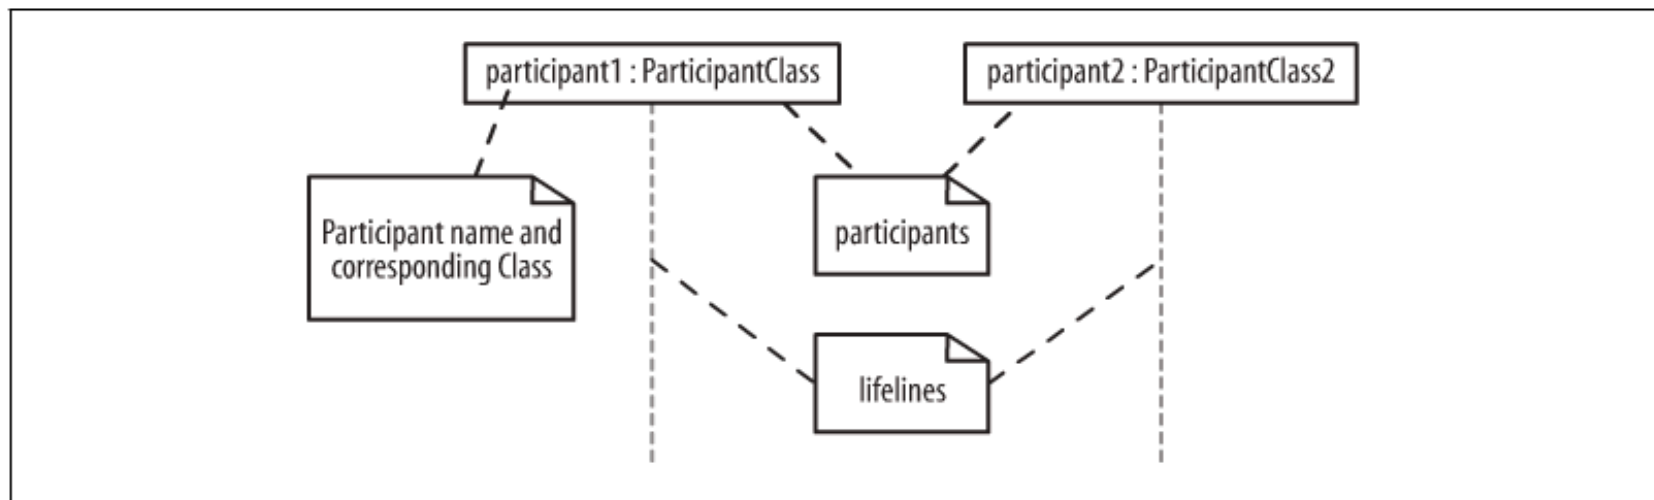 participant1 : ParticipantClass
participant2 : ParticipantClass2
Participant name and
corresponding Class
participants
lifelines